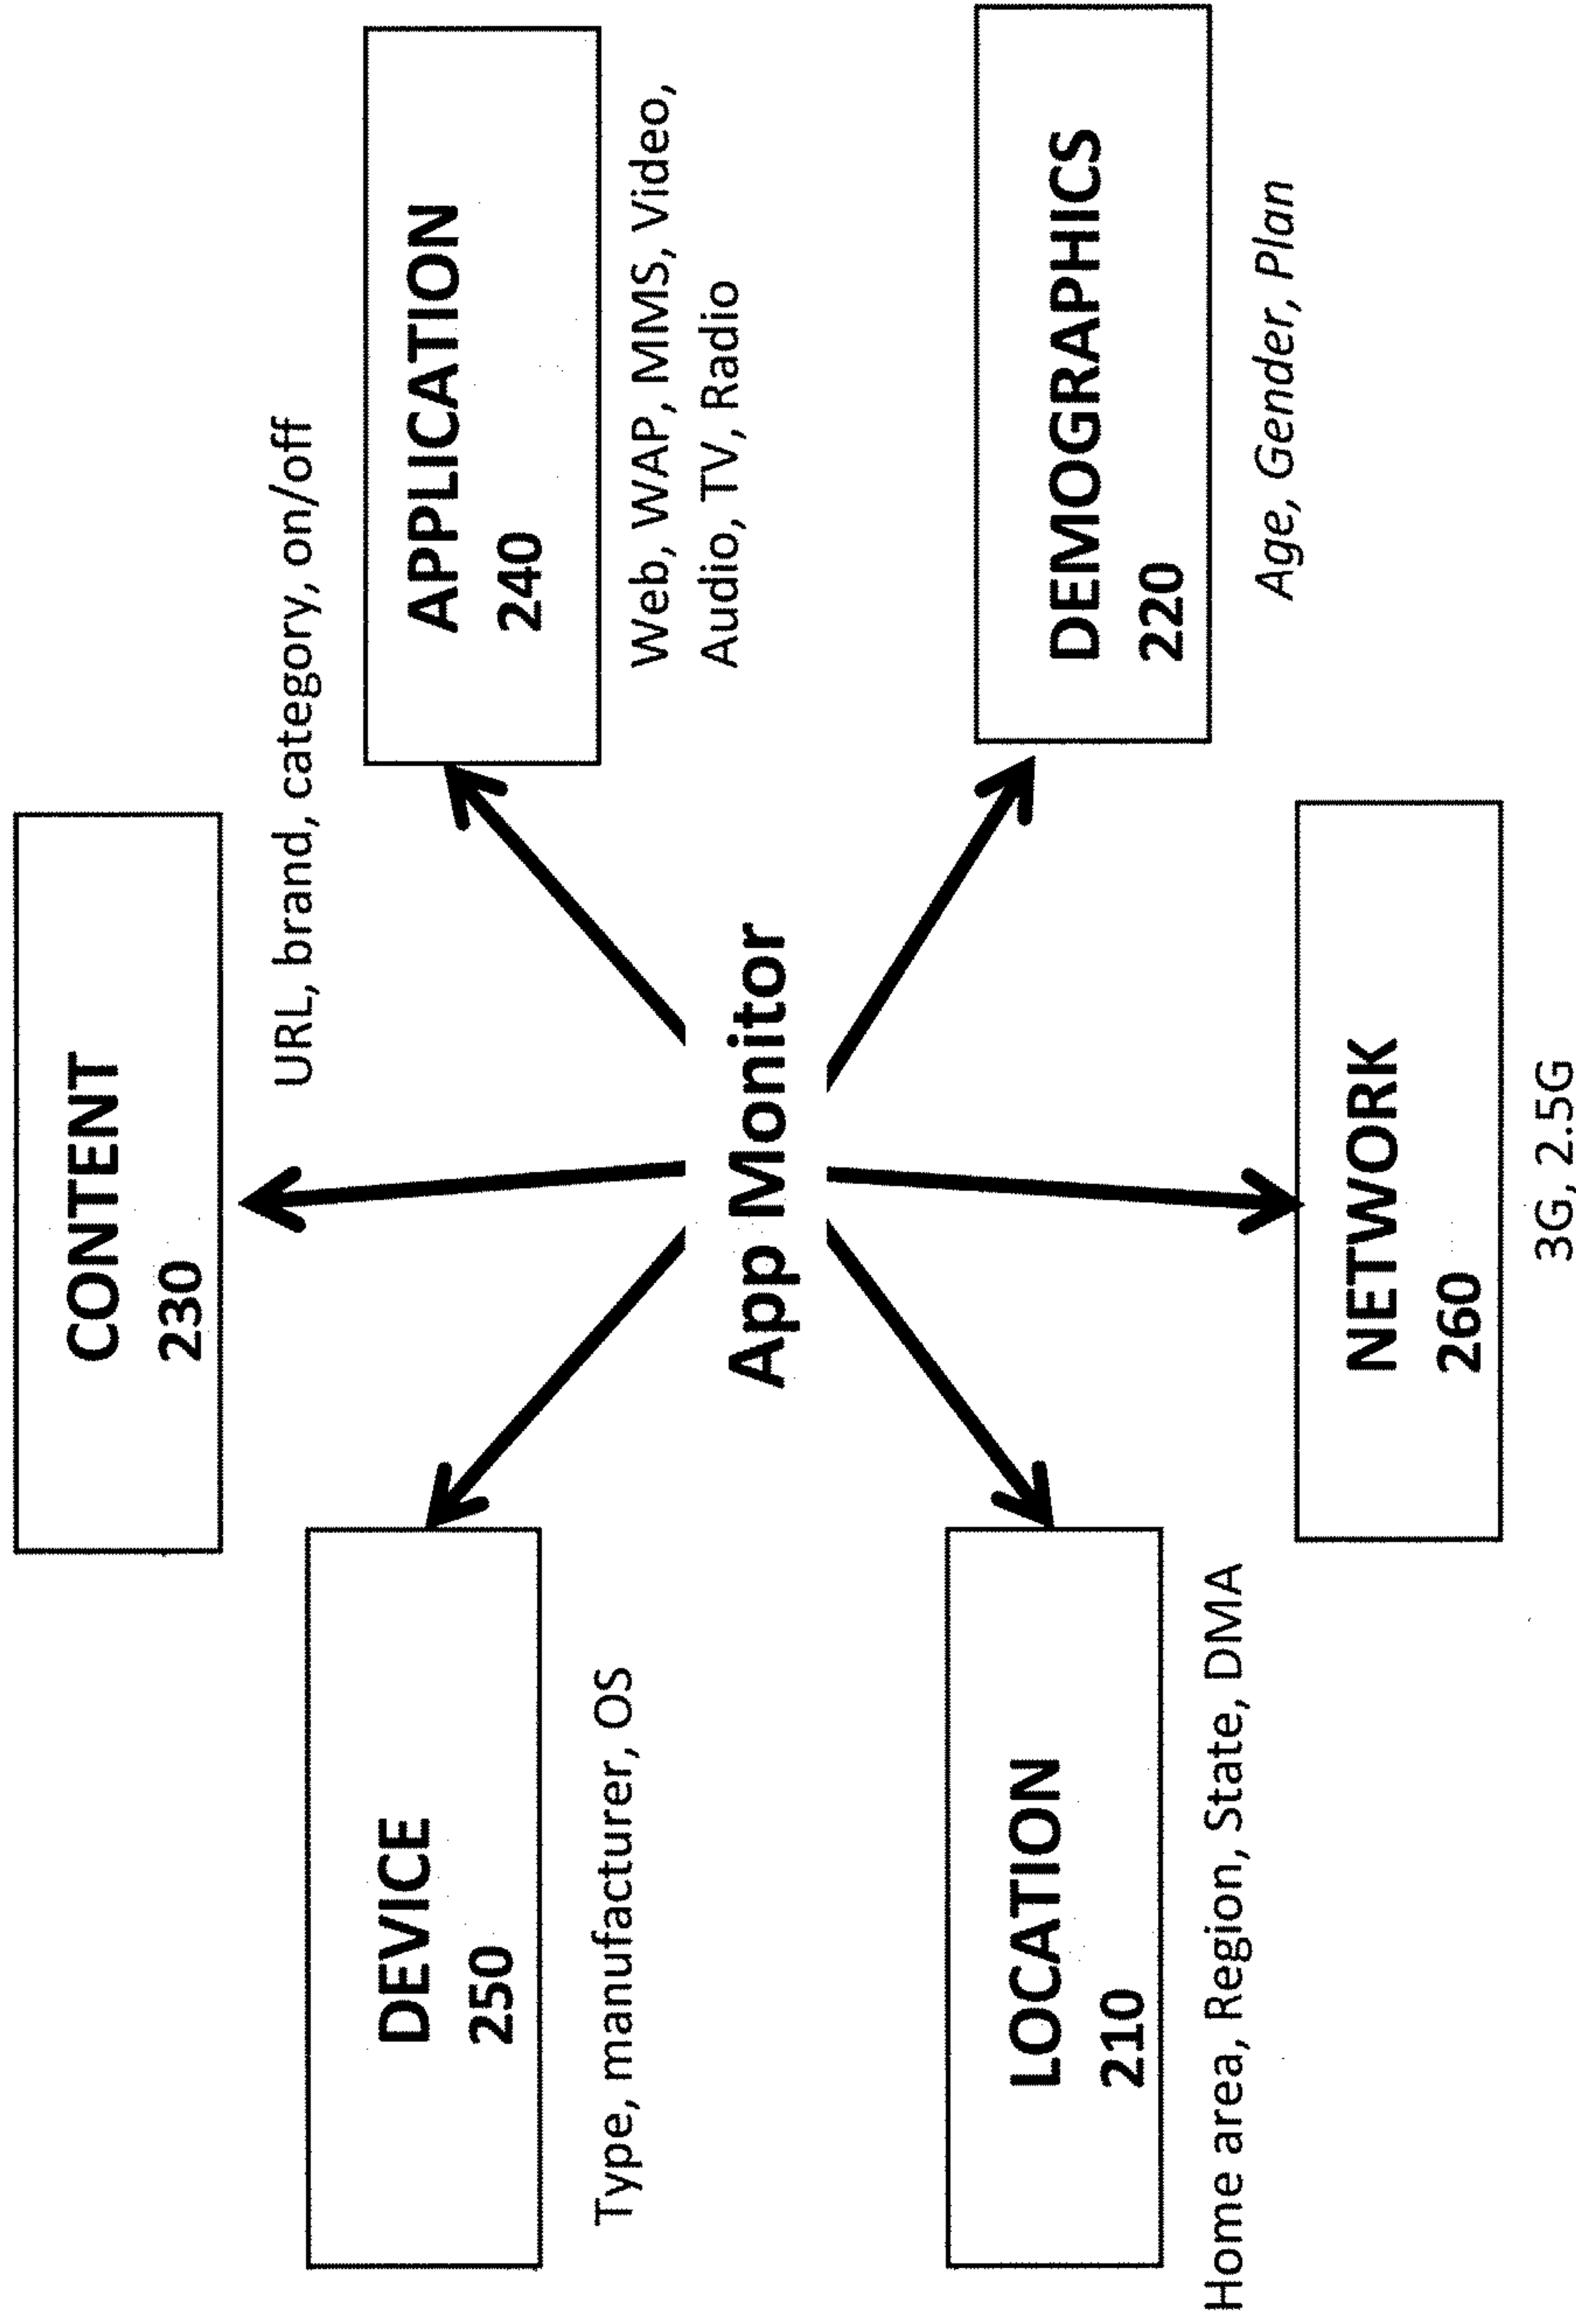 CONTENT
230
URL, brand, category, on/off
DEVICE
250
Type, manufacturer, OS
APPLICATION
240
Web, WAP, MMS, Video,
Audio, TV, Radio
App Monitor
LOCATION
210
Home area, Region, State, DMA
DEMOGRAPHICS
220
Age, Gender, Plan
NETWORK
260
3G, 2.5G